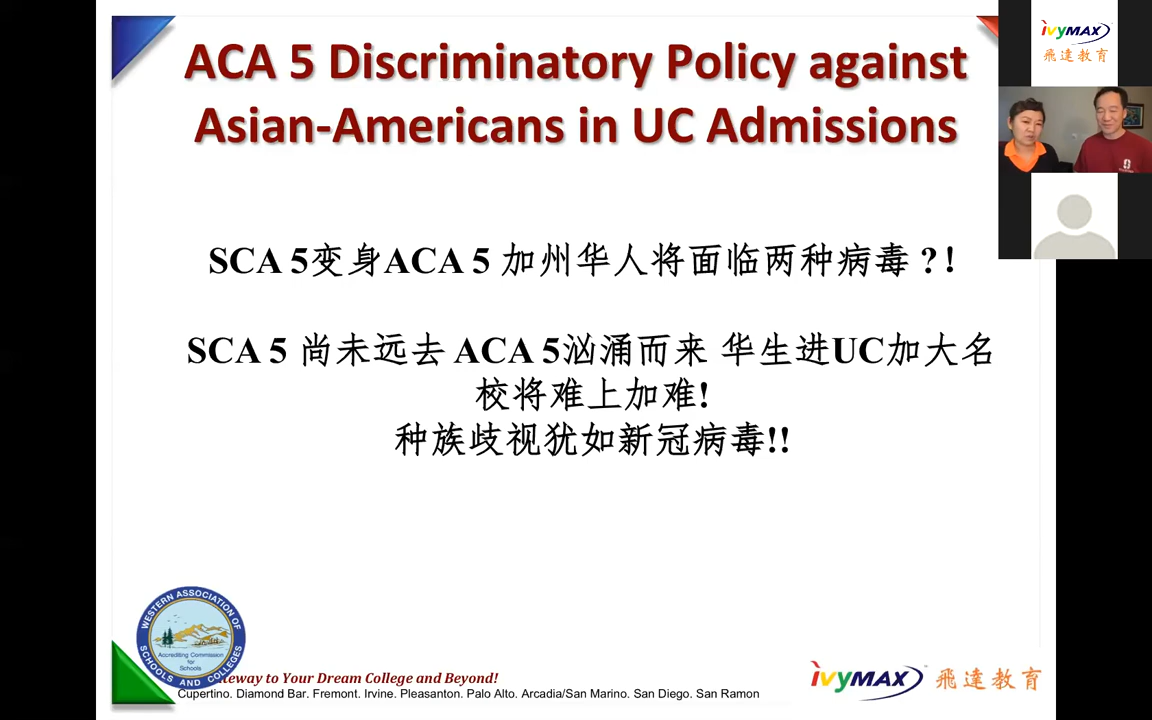 ACA 5 Discriminatory Policy against
Asian-Americans in UC Admissions
ivyMAX
飛達教育
SCA 5变身ACA 5 加州华人将面临两种病毒 ?!
SCA 5 尚未远去 ACA 5汹涌而来 华生进UC加大名
校将难上加难!
种族歧视犹如新冠病毒!!
WESTERN ASSOCIATION OF
SCHOOLS AND COLLEGES
Accrediting Commission
for
Schools
teway to Your Dream College and Beyond!
Cupertino. Diamond Bar. Fremont. Irvine. Pleasanton. Palo Alto. Arcadia/San Marino. San Diego. San Ramon
ivyMAX 飛達教育